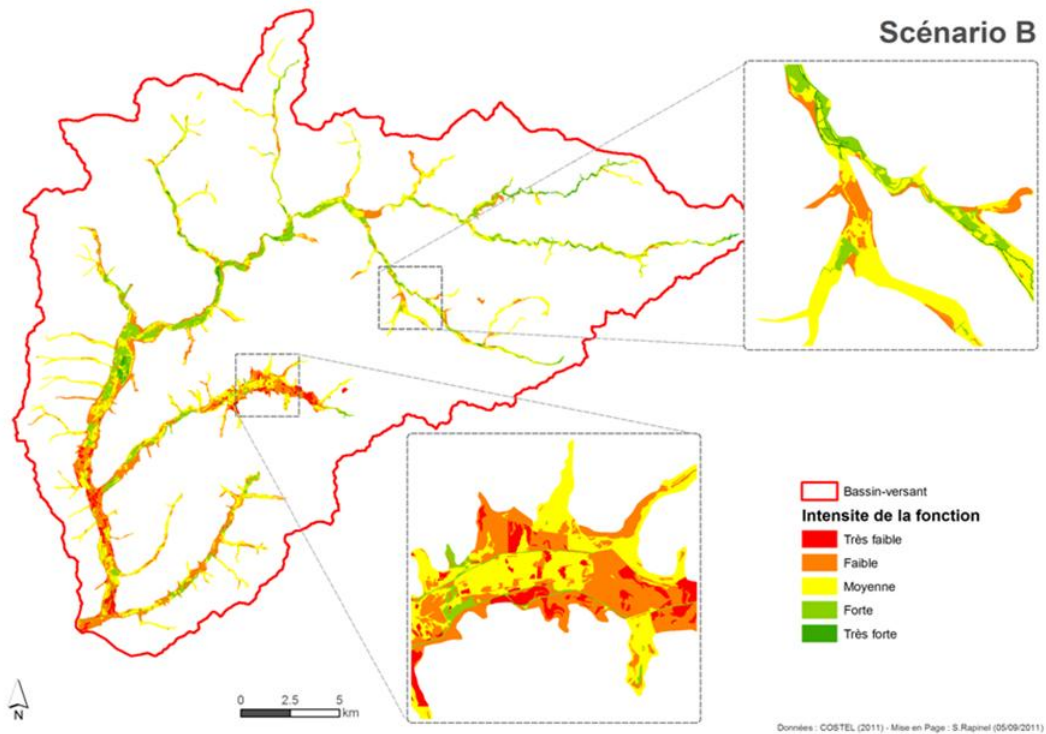 Scénario B
Bassin-versant
Intensite de la fonction
Très faible
Faible
Moyenne
Forte
Très forte
N
0 2.5 5
km
Données : COSTEL (2011) - Mise en Page : S.Rapinel (05/09/2011)